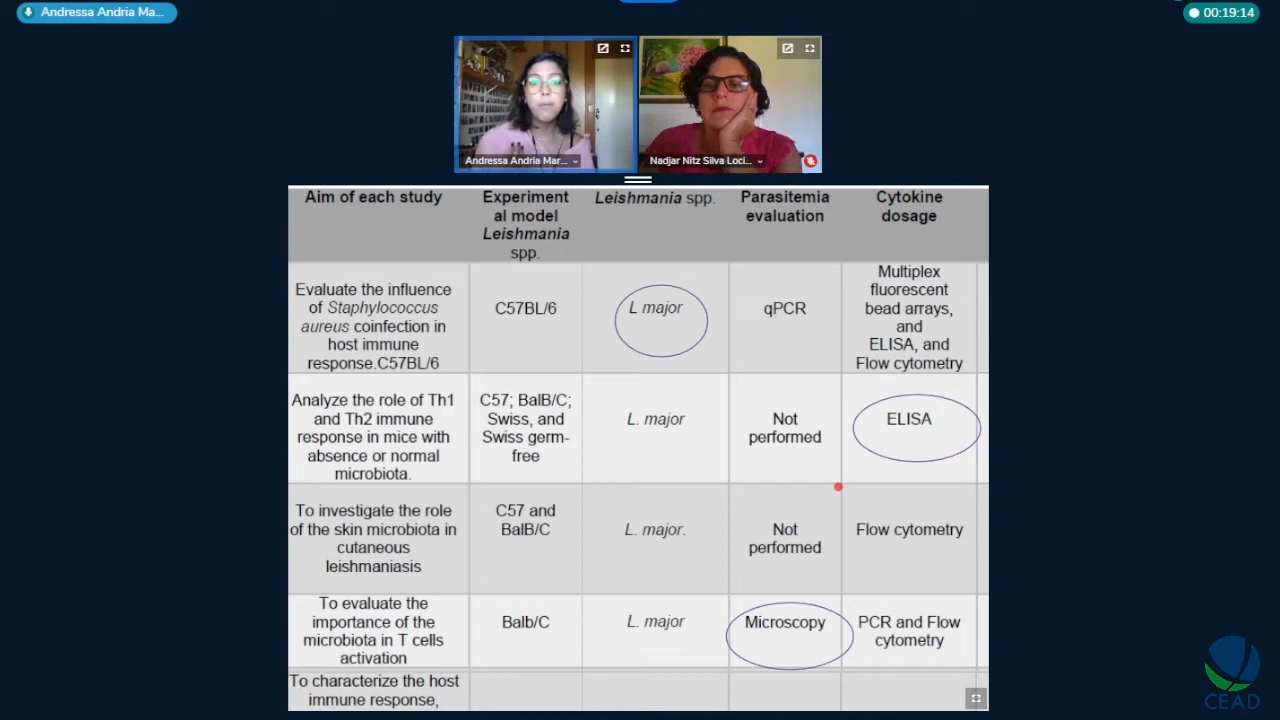 Andressa Andria Ma...
00:19:14
Andressa Andria Mar...
Nadjar Nitz Silva Loci...
Aim of each study
Experiment
al model
Leishmania
spp.
Leishmania spp.
Parasitemia
evaluation
Cytokine
dosage
Evaluate the influence
of Staphylococcus
aureus coinfection in
host immune
response.C57BL/6
C57BL/6
L major
qPCR
Multiplex
fluorescent
bead arrays,
and
ELISA, and
Flow cytometry
Analyze the role of Th1
and Th2 immune
response in mice with
absence or normal
microbiota.
C57; BalB/C;
Swiss, and
Swiss germ-
free
L. major
Not
performed
ELISA
To investigate the role
of the skin microbiota in
cutaneous
leishmaniasis
C57 and
BalB/C
L. major.
Not
performed
Flow cytometry
To evaluate the
importance of the
microbiota in T cells
activation
Balb/C
L. major
Microscopy
PCR and Flow
cytometry
To characterize the host
immune response,
CEAD